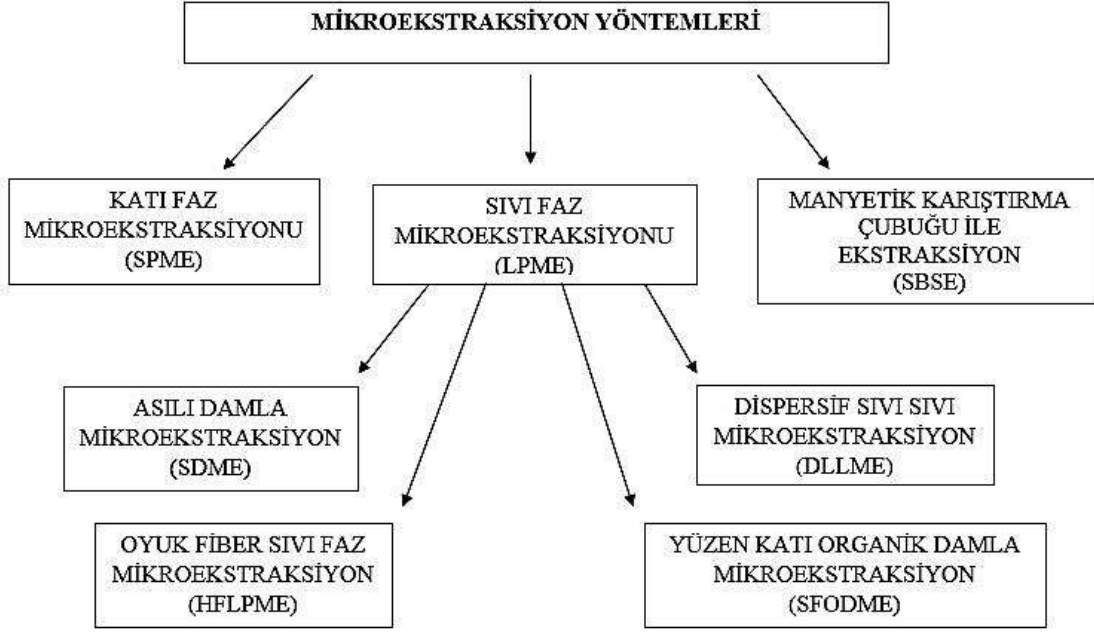 MİKROEKSTRAKSİYON YÖNTEMLERİ
KATI FAZ
MİKROEKSTRAKSİYONU
(SPME)
SIVI FAZ
MİKROEKSTRAKSİYONU
(LPME)
MANYETİK KARIŞTIRMA
ÇUBUĞU İLE
EKSTRAKSİYON
(SBSE)
ASILI DAMLA
MİKROEKSTRAKSİYON
(SDME)
DİSPERSİF SIVI SIVI
MİKROEKSTRAKSİYON
(DLLME)
OYUK FİBER SIVI FAZ
MİKROEKSTRAKSİYON
(HFLPME)
YÜZEN KATI ORGANİK DAMLA
MİKROEKSTRAKSİYON
(SFODME)